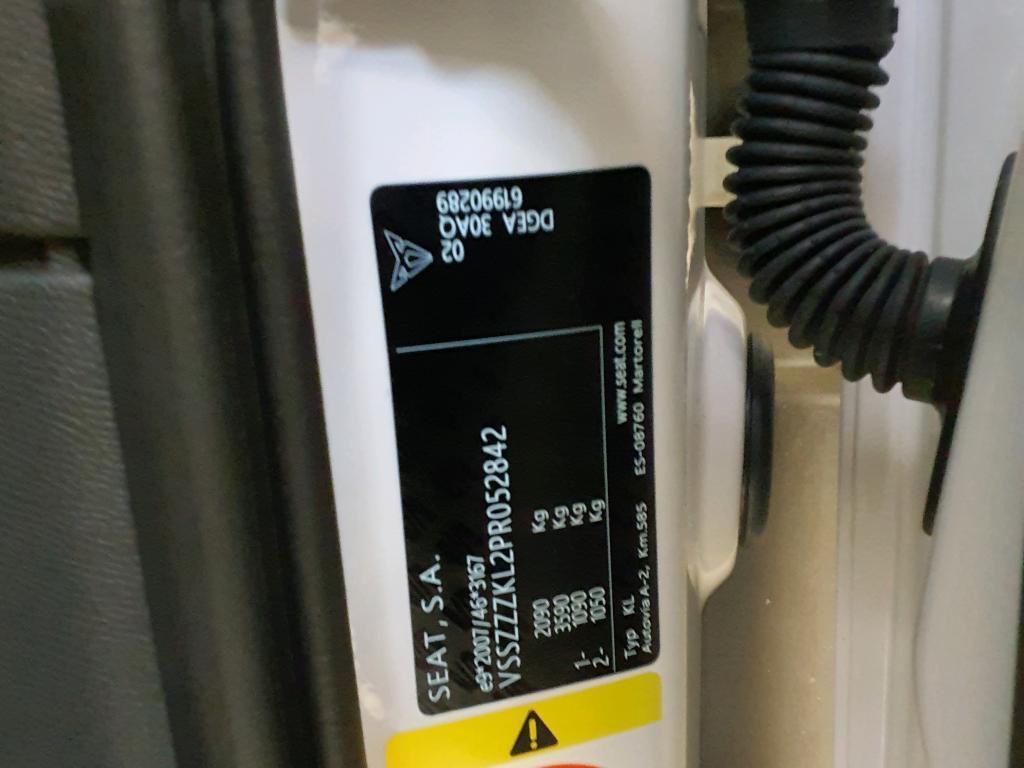 SEAT, S.A.
e9*2007/46*3167
VSSZZZKL2PR052842
2090 Kg
3590 Kg
1- 1090 Kg
2- 1050 Kg
Typ KL www.seat.com
Autovía A-2, Km.585 ES-08760 Martorell
02
30AQ
61990289
DGEA